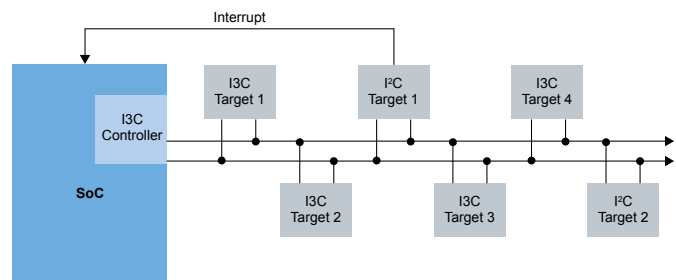 Interrupt
I3C
Target 1
I²C
Target 1
I3C
Target 4
I3C
Controller
SoC
I3C
Target 2
I3C
Target 3
I²C
Target 2